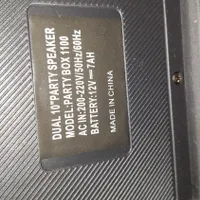 DUAL 10"PARTY SPEAKER
MODEL:PARTY BOX 1100
AC IN:200-220V/50Hz/60Hz
BATTERY:12V⎓7AH
MADE IN CHINA